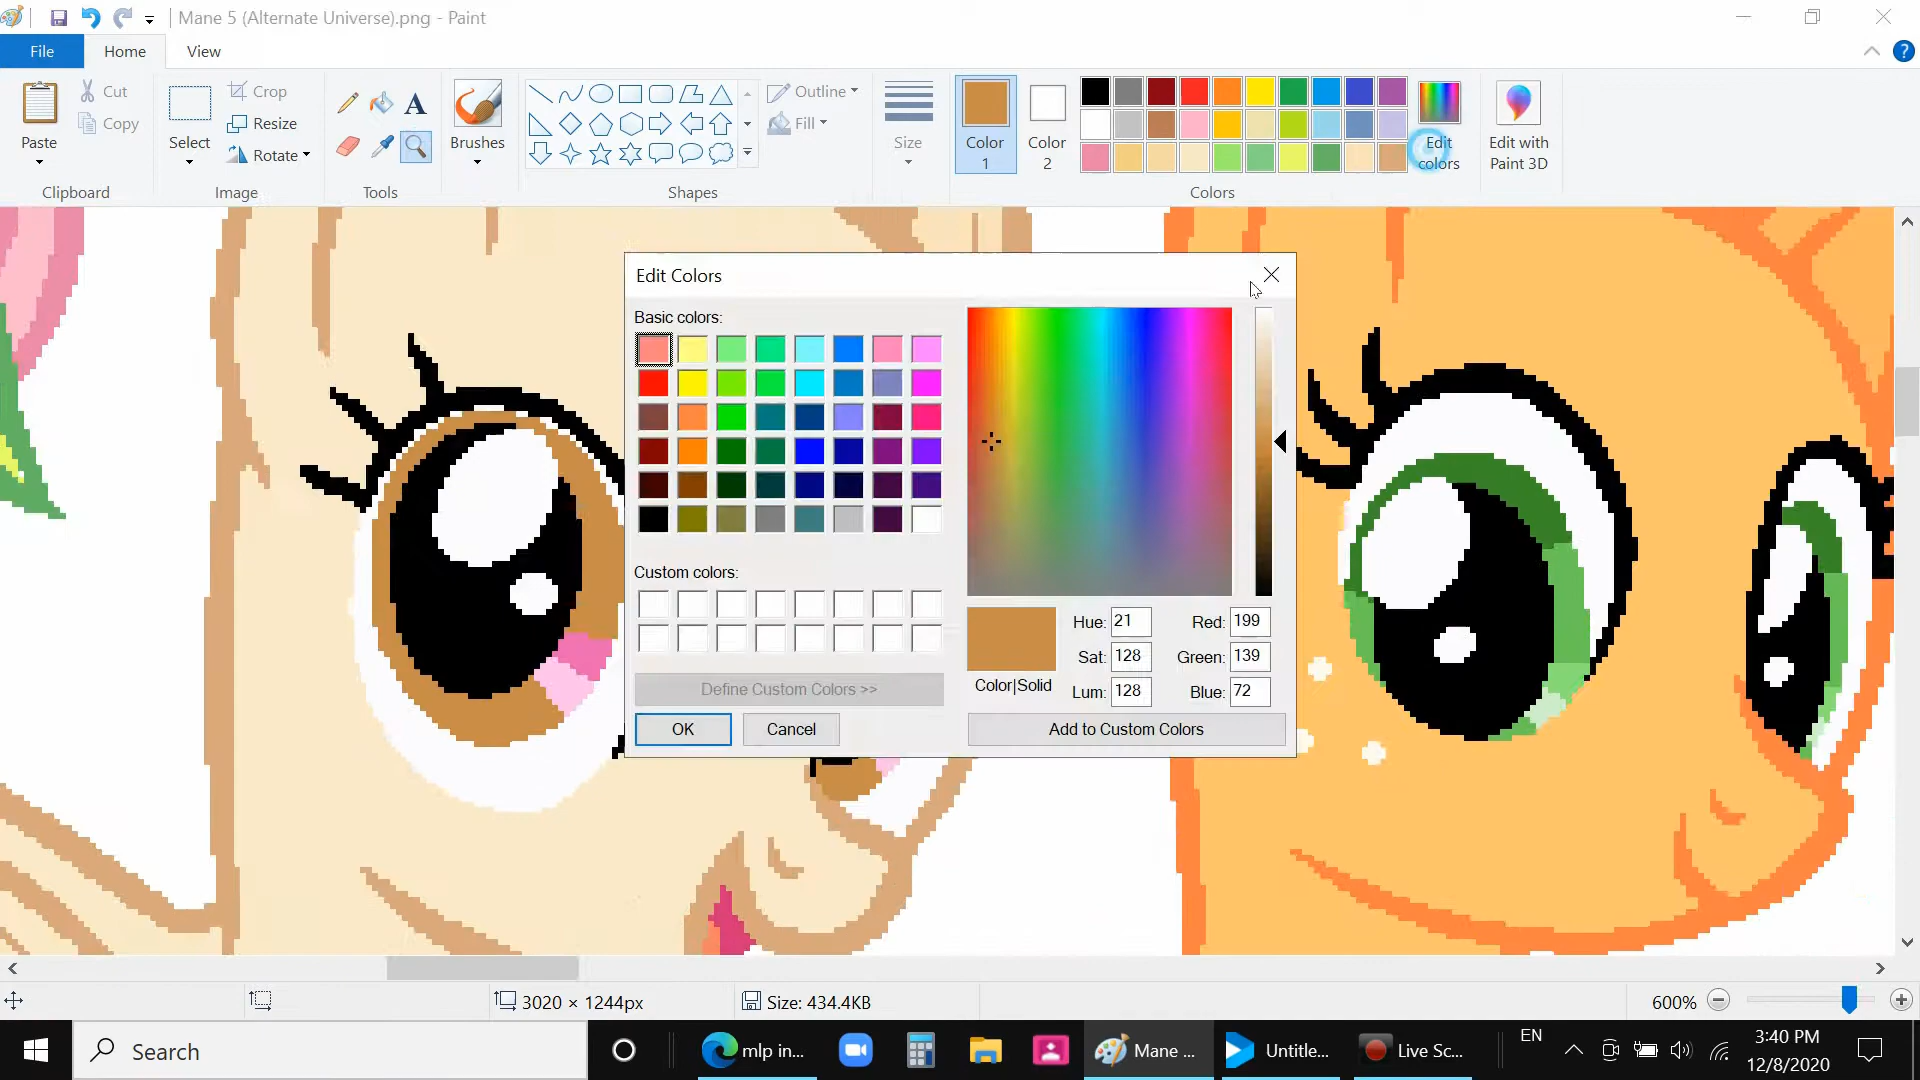 Mane 5 (Alternate Universe).png - Paint
File
Home
View
Paste
Cut
Copy
Clipboard
Select
Crop
Resize
Rotate
Image
Tools
Brushes
Shapes
Outline
Fill
Size
Color
1
Color
2
Edit
colors
Edit with
Paint 3D
Colors
Edit Colors
Basic colors:
Custom colors:
Define Custom Colors >>
OK
Cancel
Color|Solid
Hue: 21
Sat: 128
Lum: 128
Red: 199
Green: 139
Blue: 72
Add to Custom Colors
3020 × 1244px
Size: 434.4KB
600%
Search
mlp in...
Mane ...
Untitle...
Live Sc...
EN
3:40 PM
12/8/2020